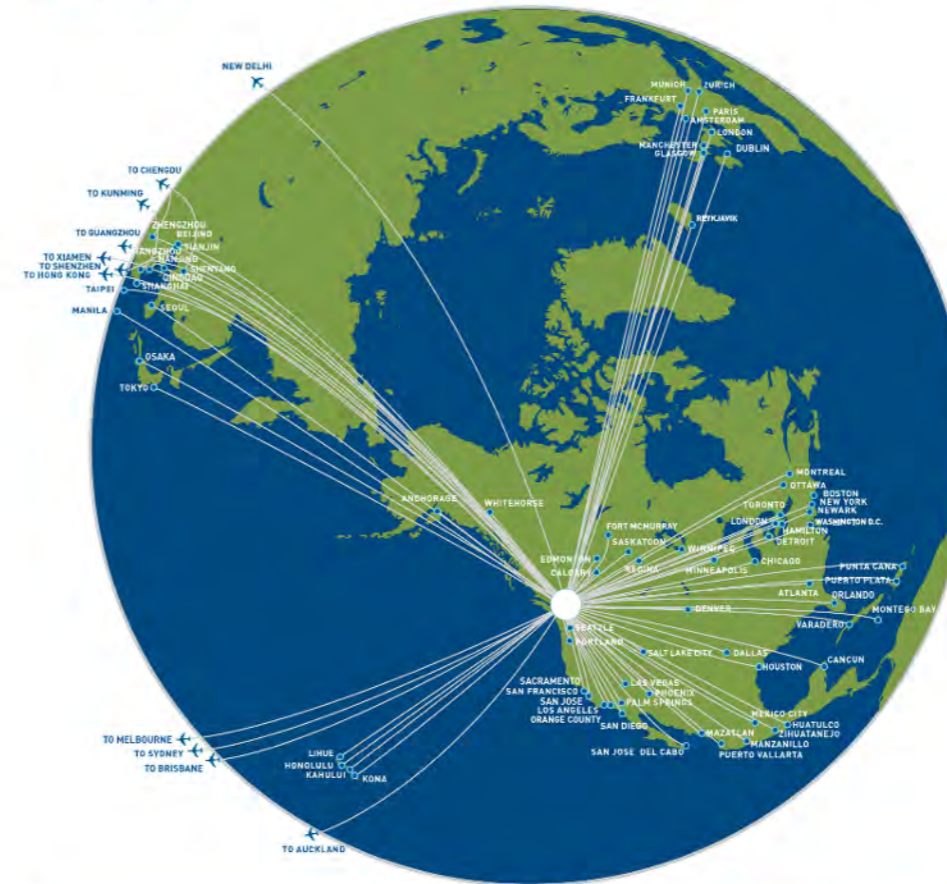 NEW DELHI
MUNICH
ZURICH
FRANKFURT
PARIS
AMSTERDAM
LONDON
MANCHESTER
GLASGOW
DUBLIN
REYKJAVIK
TO CHENGDU
TO KUNMING
ZHENGZHOU
TO GUANGZHOU
BEIJING
TIANJIN
TO XIAMEN
NANJING
TO SHENZHEN
SHENYANG
TO HONG KONG
QINGDAO
SHANGHAI
TAIPEI
MANILA
SEOUL
OSAKA
TOKYO
ANCHORAGE
WHITEHORSE
MONTREAL
OTTAWA
BOSTON
NEW YORK
NEWARK
TORONTO
WASHINGTON D.C.
LONDON
HAMILTON
DETROIT
FORT MCMURRAY
SASKATOON
WINNIPEG
EDMONTON
CALGARY
REGINA
MINNEAPOLIS
CHICAGO
PUNTA CANA
PUERTO PLATA
ATLANTA
ORLANDO
MONTEGO BAY
DENVER
VARADERO
SEATTLE
PORTLAND
SALT LAKE CITY
DALLAS
HOUSTON
CANCUN
SACRAMENTO
LAS VEGAS
SAN FRANCISCO
PHOENIX
SAN JOSE
PALM SPRINGS
LOS ANGELES
ORANGE COUNTY
SAN DIEGO
MEXICO CITY
HUATULCO
ZIHUATANEJO
MAZATLAN
MANZANILLO
SAN JOSE DEL CABO
PUERTO VALLARTA
TO MELBOURNE
TO SYDNEY
TO BRISBANE
LIHUE
HONOLULU
KAHULUI
KONA
TO AUCKLAND